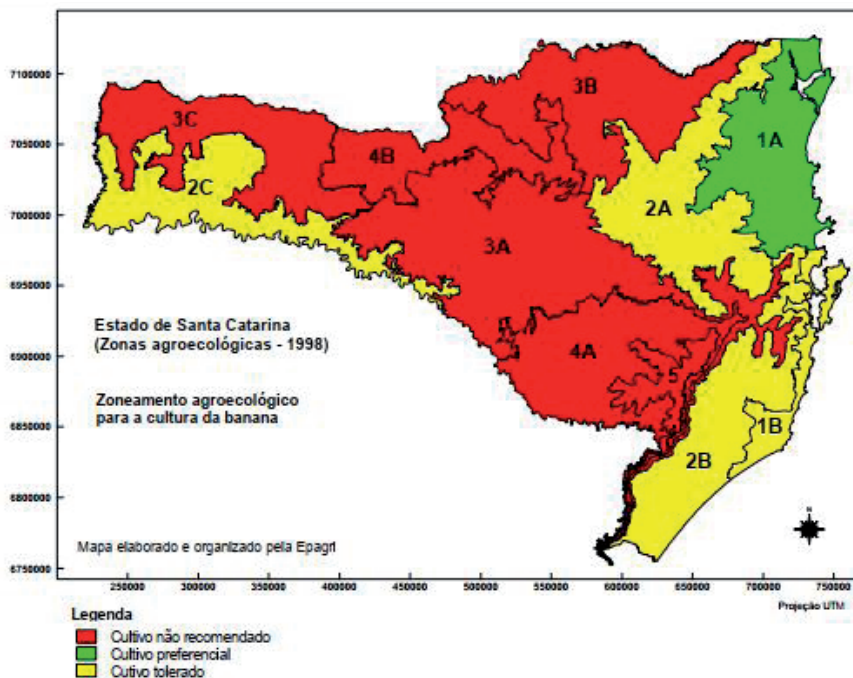 7100000
7050000
7000000
6950000
6900000
6850000
6800000
6750000
3C
3B
1A
4B
2C
2A
3A
Estado de Santa Catarina
(Zonas agroecológicas - 1998)
4A
5
Zoneamento agroecológico
para a cultura da banana
1B
2B
N
Mapa elaborado e organizado pela Epagri
250000 300000 350000 400000 450000 500000 550000 600000 650000 700000 750000
Projeção UTM
Legenda
Cultivo não recomendado
Cultivo preferencial
Cutivo tolerado